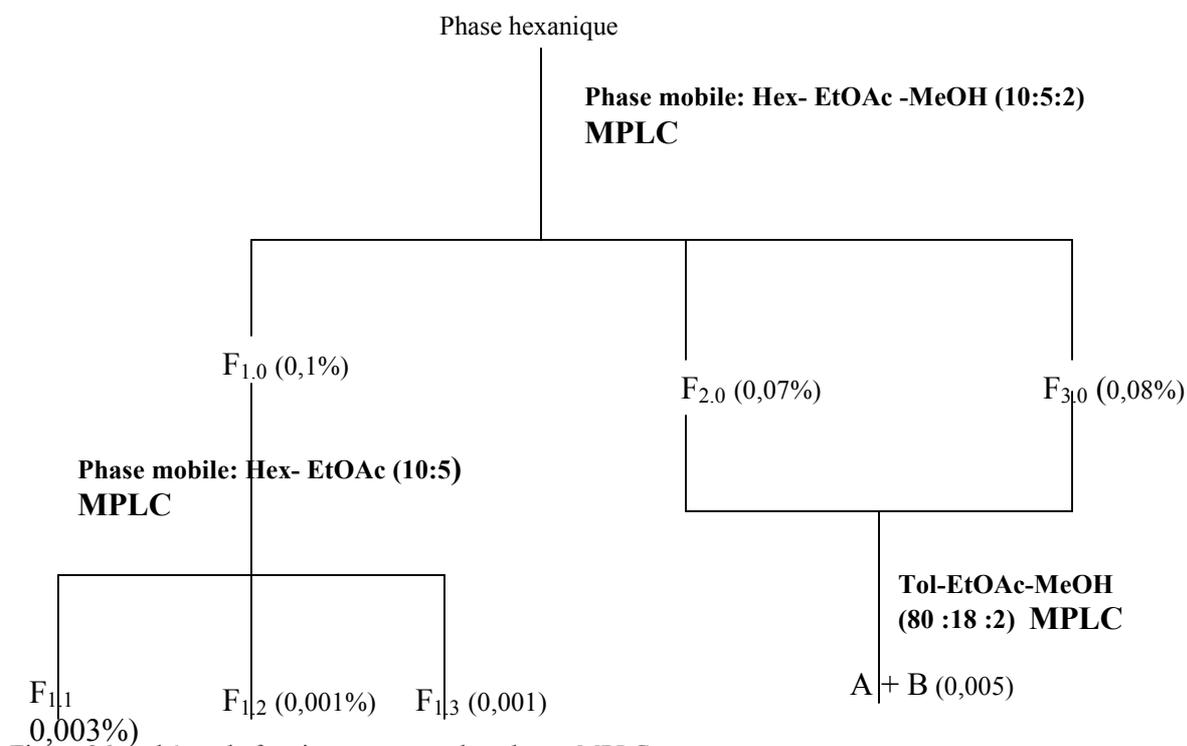 Phase hexanique
Phase mobile: Hex- EtOAc -MeOH (10:5:2)
MPLC
F1.0 (0,1%)
F2.0 (0,07%)
F3.0 (0,08%)
Phase mobile: Hex- EtOAc (10:5)
MPLC
Tol-EtOAc-MeOH
(80 :18 :2) MPLC
F1.1
0,003%)
F1.2 (0,001%)
F1.3 (0,001)
A + B (0,005)